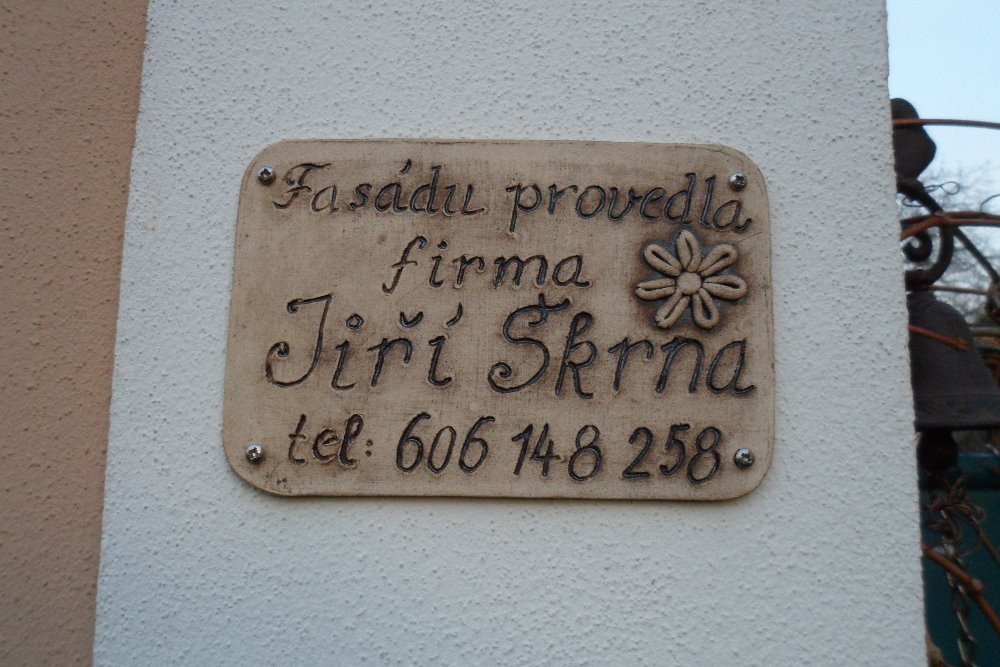 Fasádu provedla
firma
Jiří Škrna
tel: 606 148 258